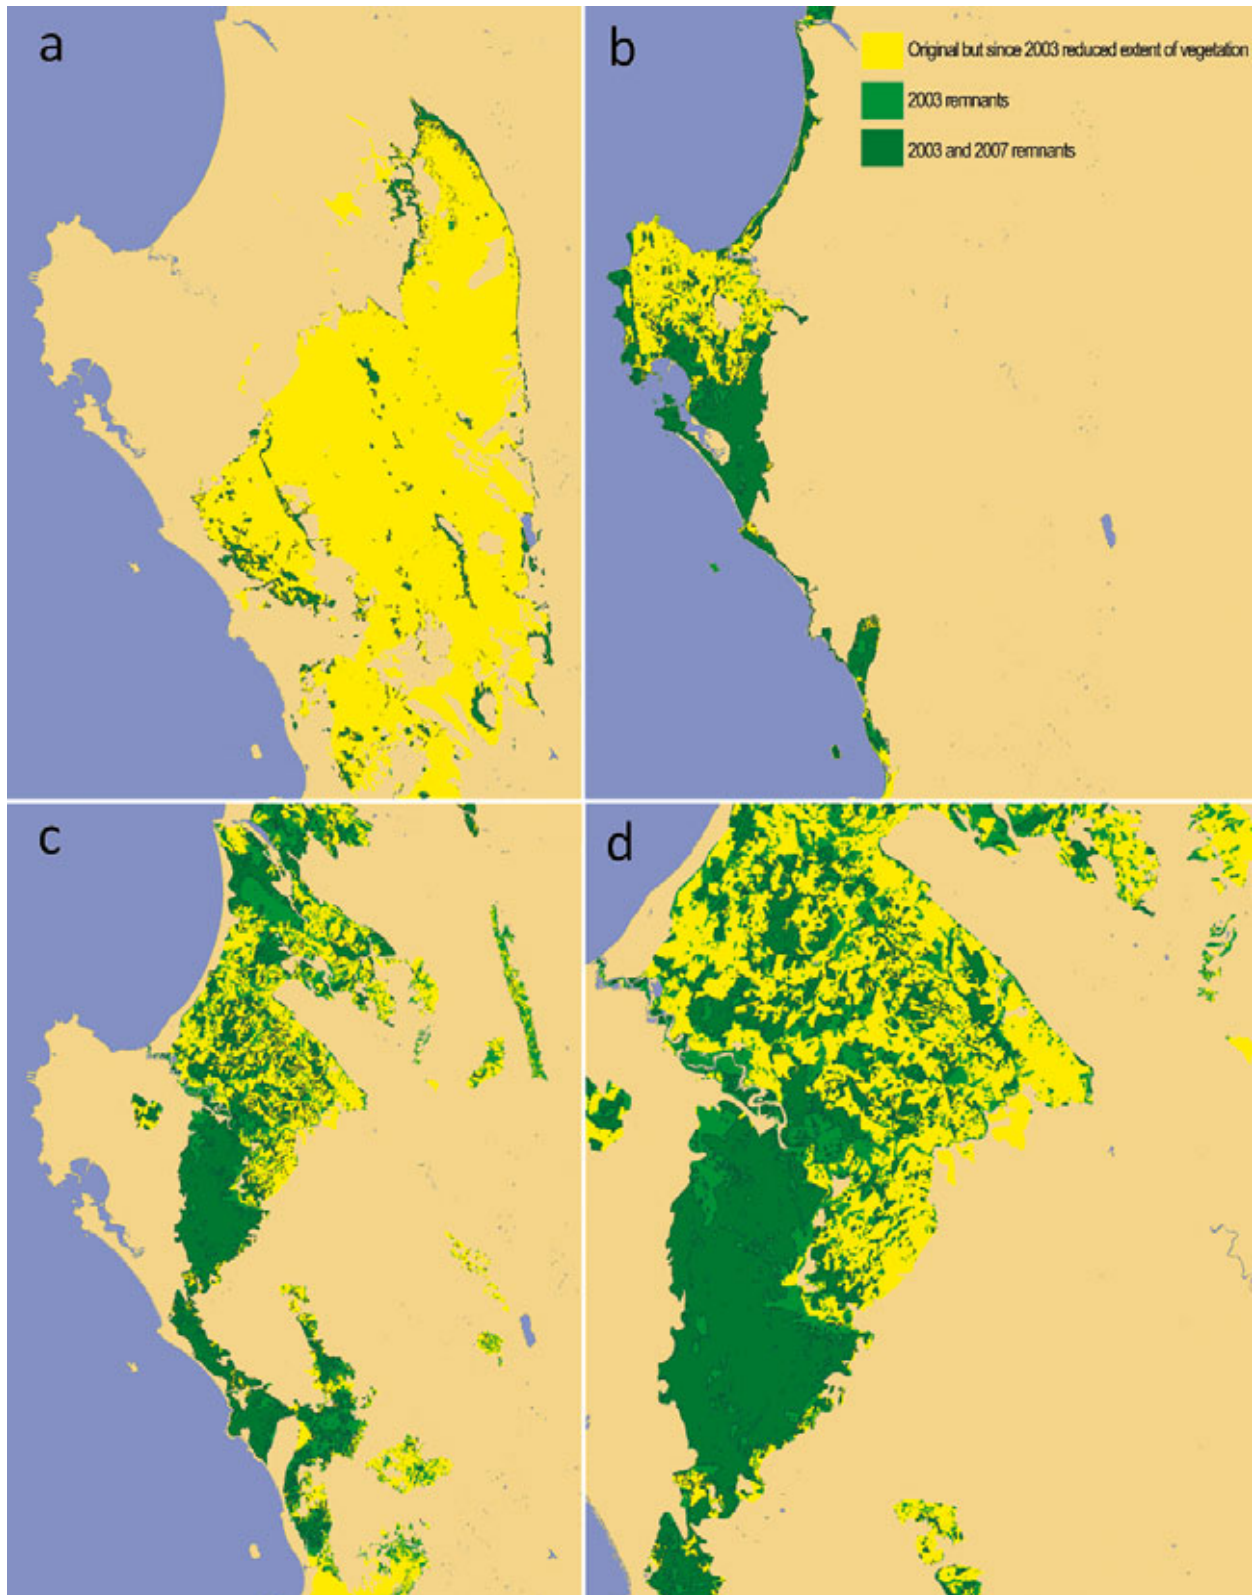 a
b
Original but since 2003 reduced extent of vegetation
2003 remnants
2003 and 2007 remnants
c
d